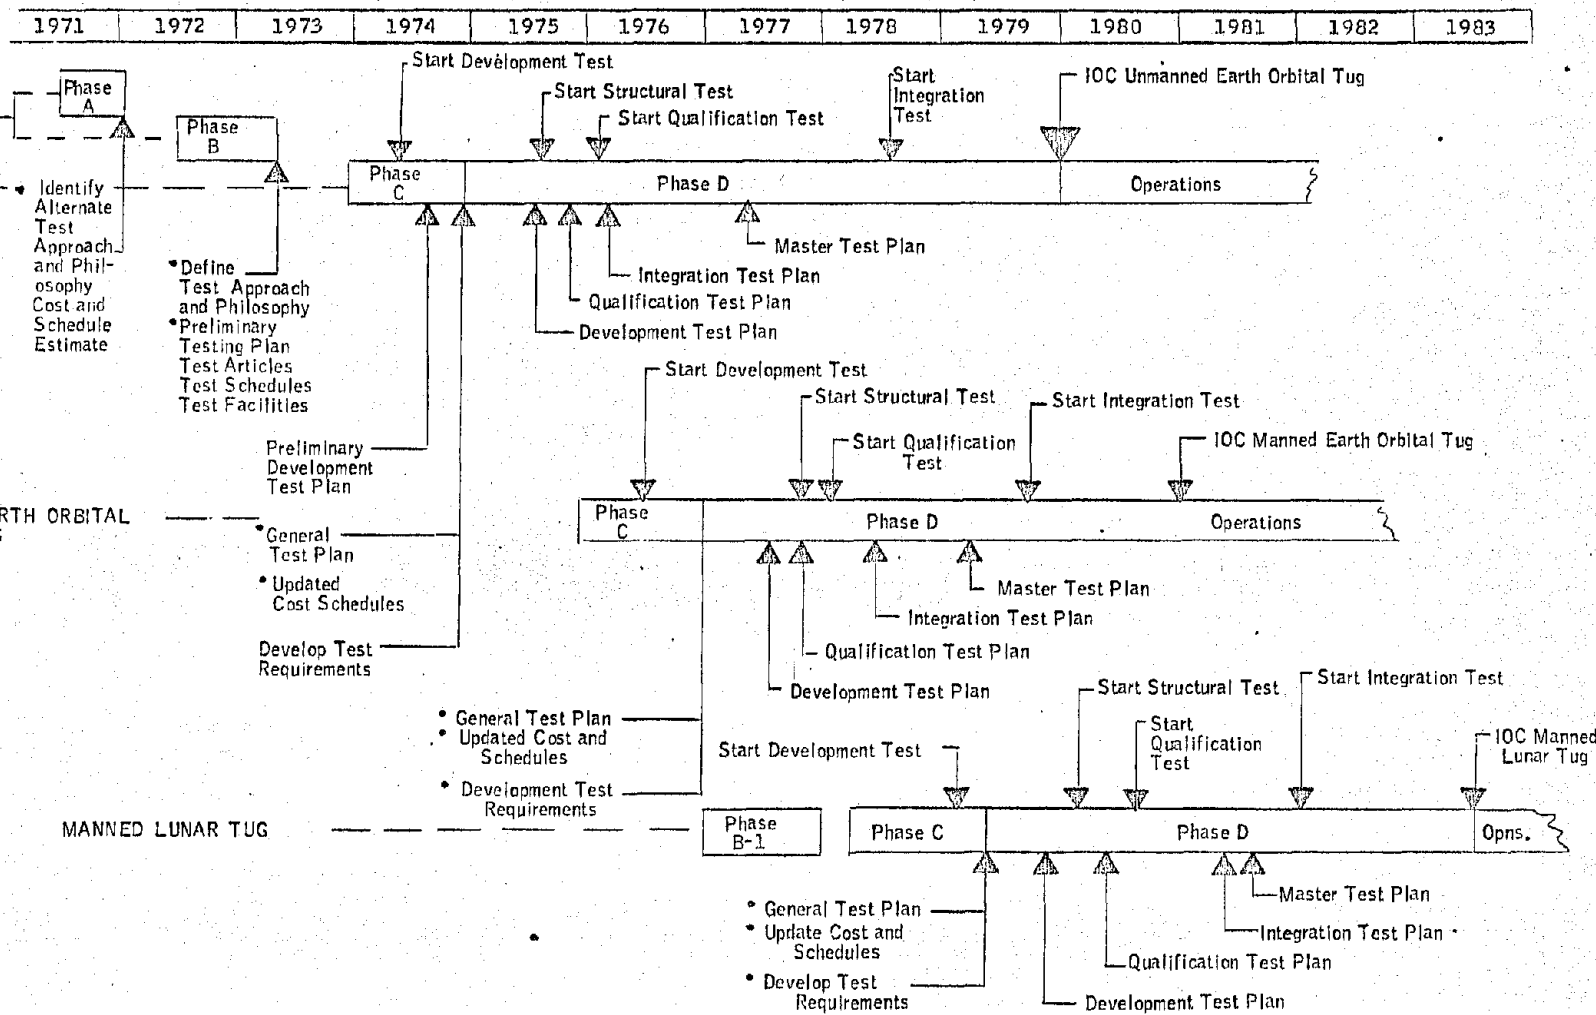 1971 1972 1973 1974 1975 1976 1977 1978 1979 1980 1981 1982 1983
Phase
A
Phase
B
Start Development Test
Start Structural Test
Start Qualification Test
Start
Integration
Test
IOC Unmanned Earth Orbital Tug
Phase
C
Phase D
Operations
• Identify
Alternate
Test
Approach
and Phil-
osophy
Cost and
Schedule
Estimate
• Define
Test Approach
and Philosophy
• Preliminary
Testing Plan
Test Articles
Test Schedules
Test Facilities
Master Test Plan
Integration Test Plan
Qualification Test Plan
Development Test Plan
Preliminary
Development
Test Plan
• General
Test Plan
• Updated
Cost Schedules
Develop Test
Requirements
Start Development Test
Start Structural Test
Start Qualification
Test
Start Integration Test
IOC Manned Earth Orbital Tug
RTH ORBITAL
Phase
C
Phase D
Operations
Master Test Plan
Integration Test Plan
Qualification Test Plan
Development Test Plan
• General Test Plan
• Updated Cost and
Schedules
• Development Test
Requirements
Start Development Test
Start Structural Test
Start
Qualification
Test
Start Integration Test
IOC Manned
Lunar Tug
MANNED LUNAR TUG
Phase
B-1
Phase C
Phase D
Opns.
• General Test Plan
• Update Cost and
Schedules
• Develop Test
Requirements
Master Test Plan
Integration Test Plan
Qualification Test Plan
Development Test Plan